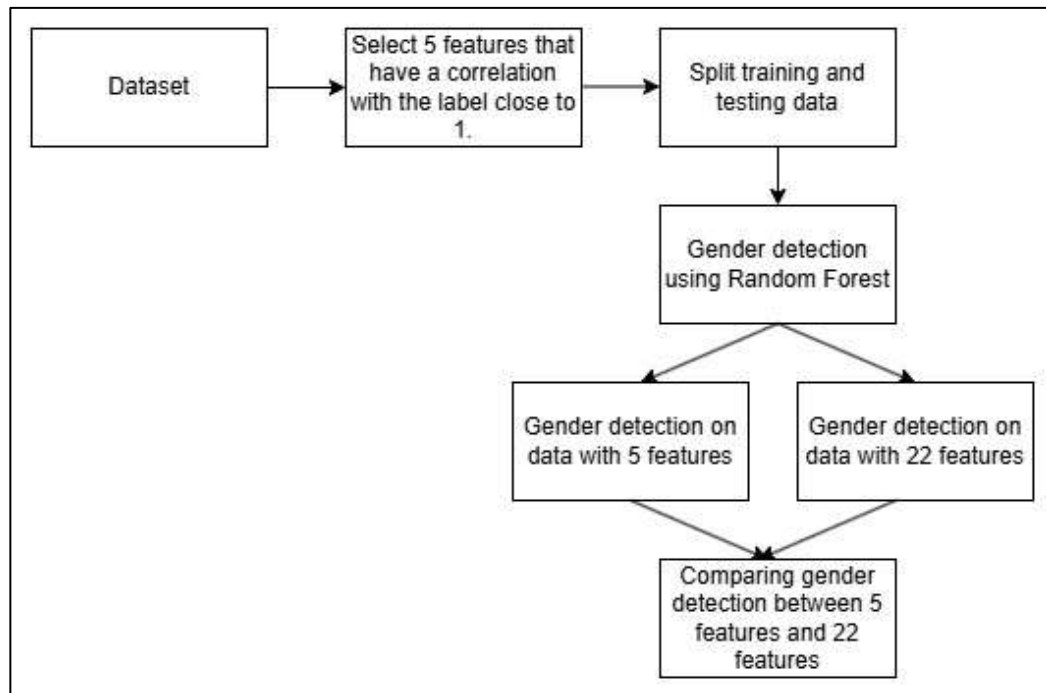 Dataset
Select 5 features that
have a correlation
with the label close to
1.
Split training and
testing data
Gender detection
using Random Forest
Gender detection on
data with 5 features
Gender detection on
data with 22 features
Comparing gender
detection between 5
features and 22
features